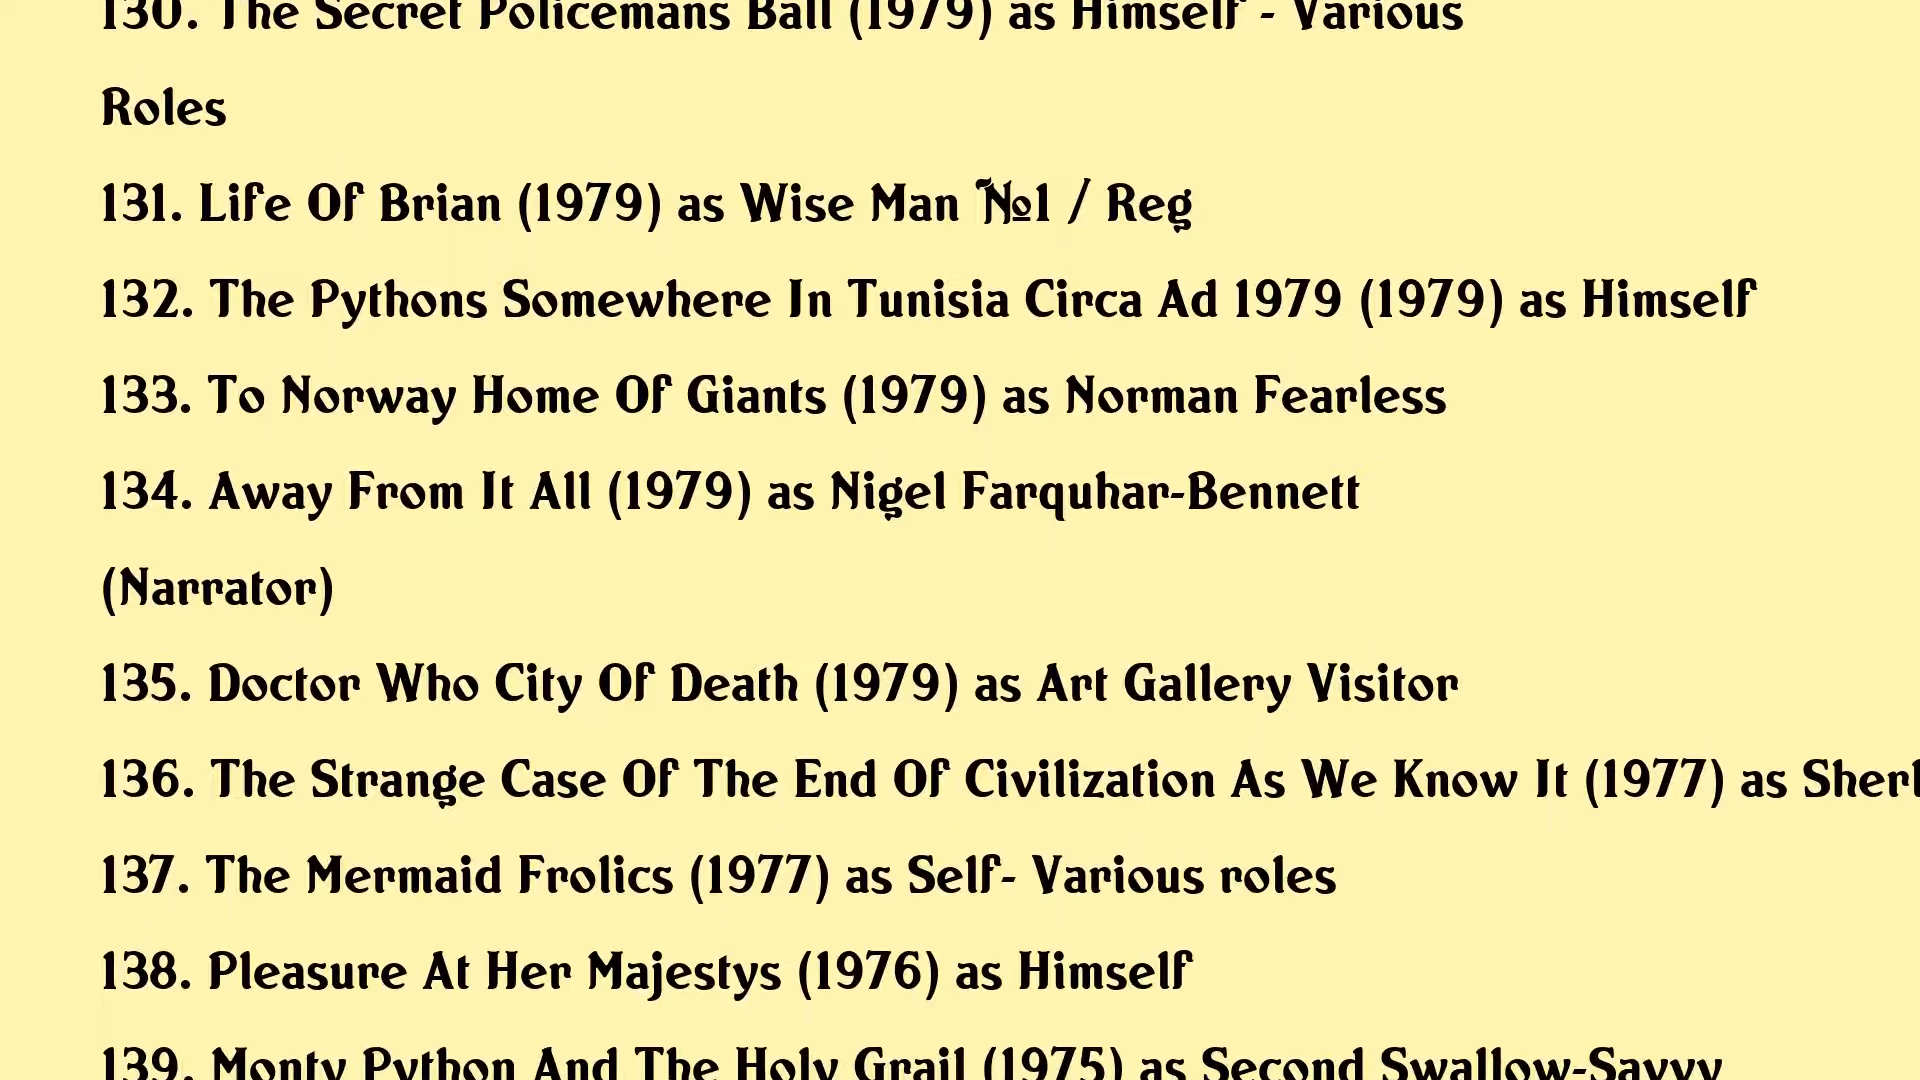 130. The Secret Policemans Ball (1979) as Himself - Various
Roles
131. Life Of Brian (1979) as Wise Man №1 / Reg
132. The Pythons Somewhere In Tunisia Circa Ad 1979 (1979) as Himself
133. To Norway Home Of Giants (1979) as Norman Fearless
134. Away From It All (1979) as Nigel Farquhar-Bennett
(Narrator)
135. Doctor Who City Of Death (1979) as Art Gallery Visitor
136. The Strange Case Of The End Of Civilization As We Know It (1977) as
137. The Mermaid Frolics (1977) as Self- Various roles
138. Pleasure At Her Majestys (1976) as Himself
139. Monty Python And The Holy Grail (1975) as Second Swallow-Savvy